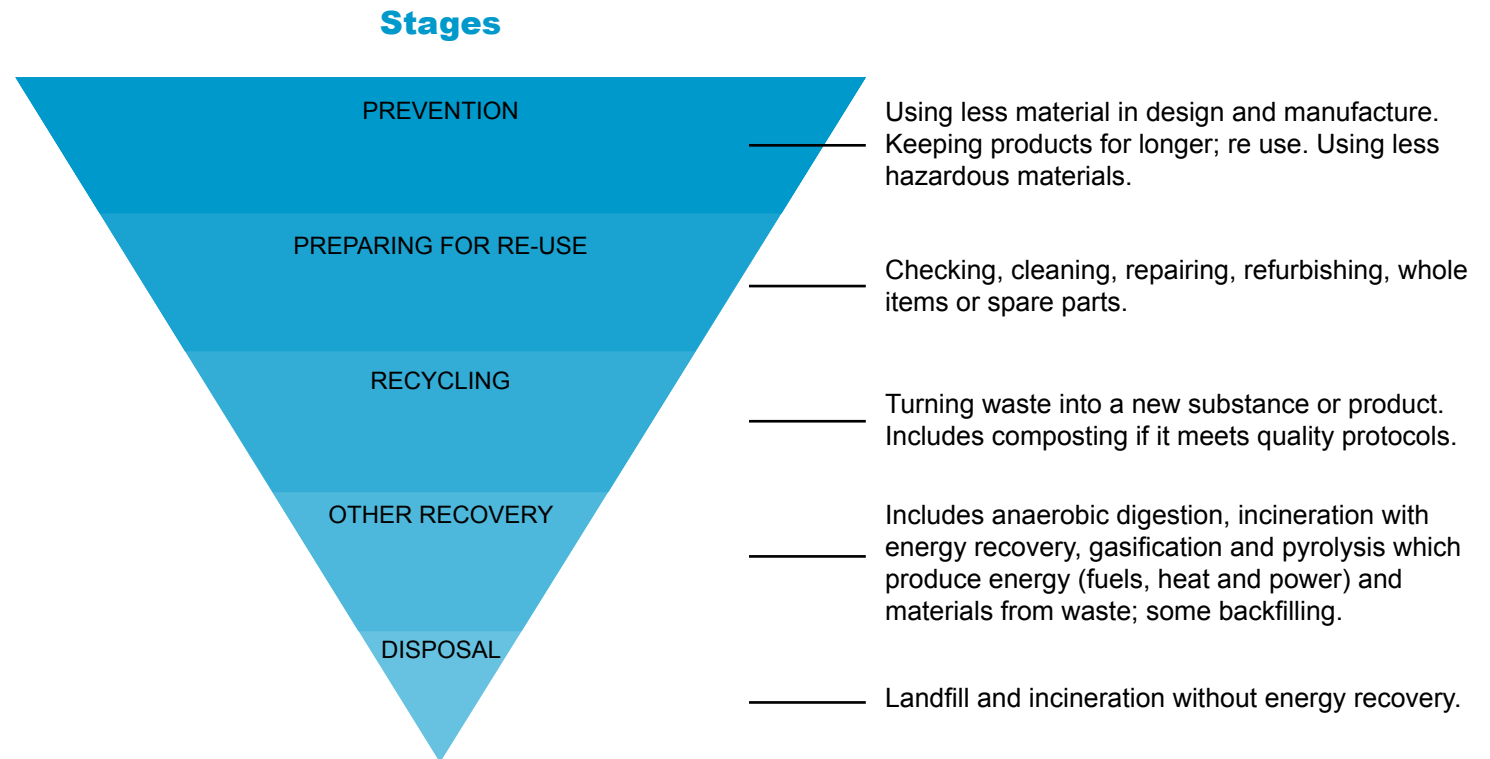 Stages
PREVENTION
Using less material in design and manufacture.
Keeping products for longer; re use. Using less
hazardous materials.
PREPARING FOR RE-USE
Checking, cleaning, repairing, refurbishing, whole
items or spare parts.
RECYCLING
Turning waste into a new substance or product.
Includes composting if it meets quality protocols.
OTHER RECOVERY
Includes anaerobic digestion, incineration with
energy recovery, gasification and pyrolysis which
produce energy (fuels, heat and power) and
materials from waste; some backfilling.
DISPOSAL
Landfill and incineration without energy recovery.